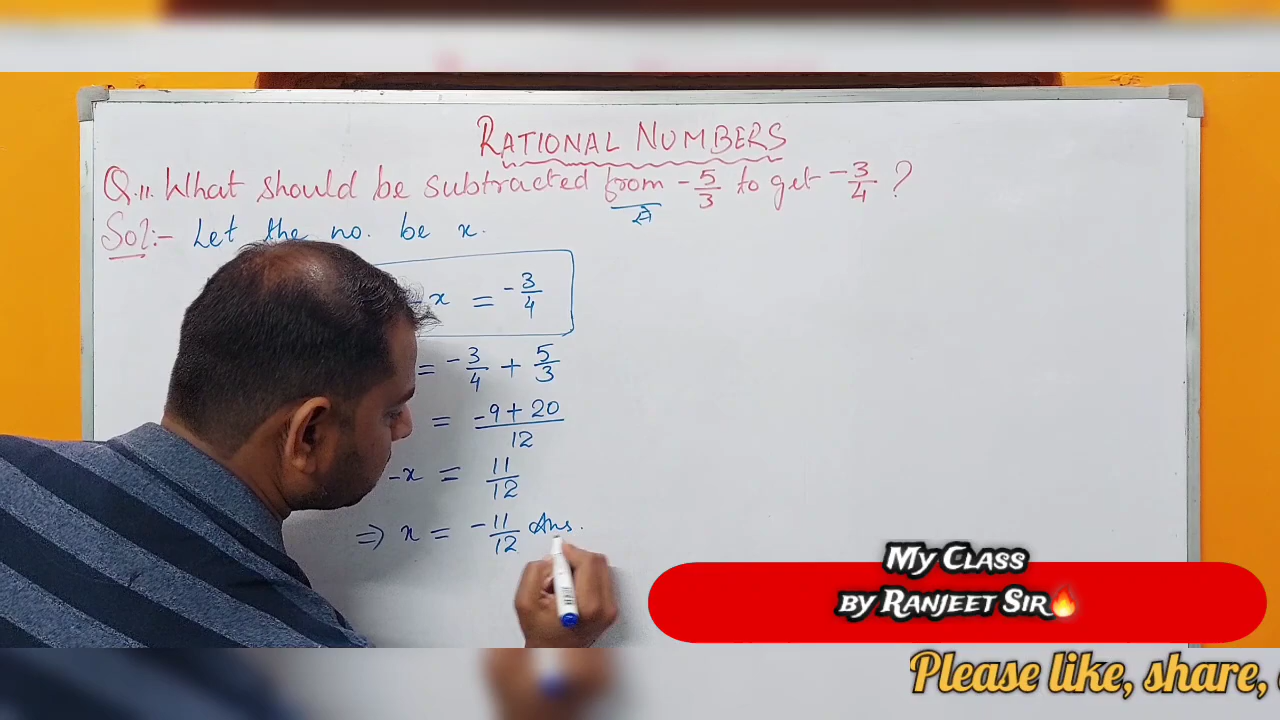 RATIONAL NUMBERS
Q.11. What should be subtracted from -5/3 to get -3/4 ?
Sol:- Let the no. be x.
-x = -3/4
= -3/4 + 5/3
= -9+20/12
-x = 11/12
⇒ x = -11/12 Ans.
My Class
by Ranjeet Sir🔥
Please like, share,